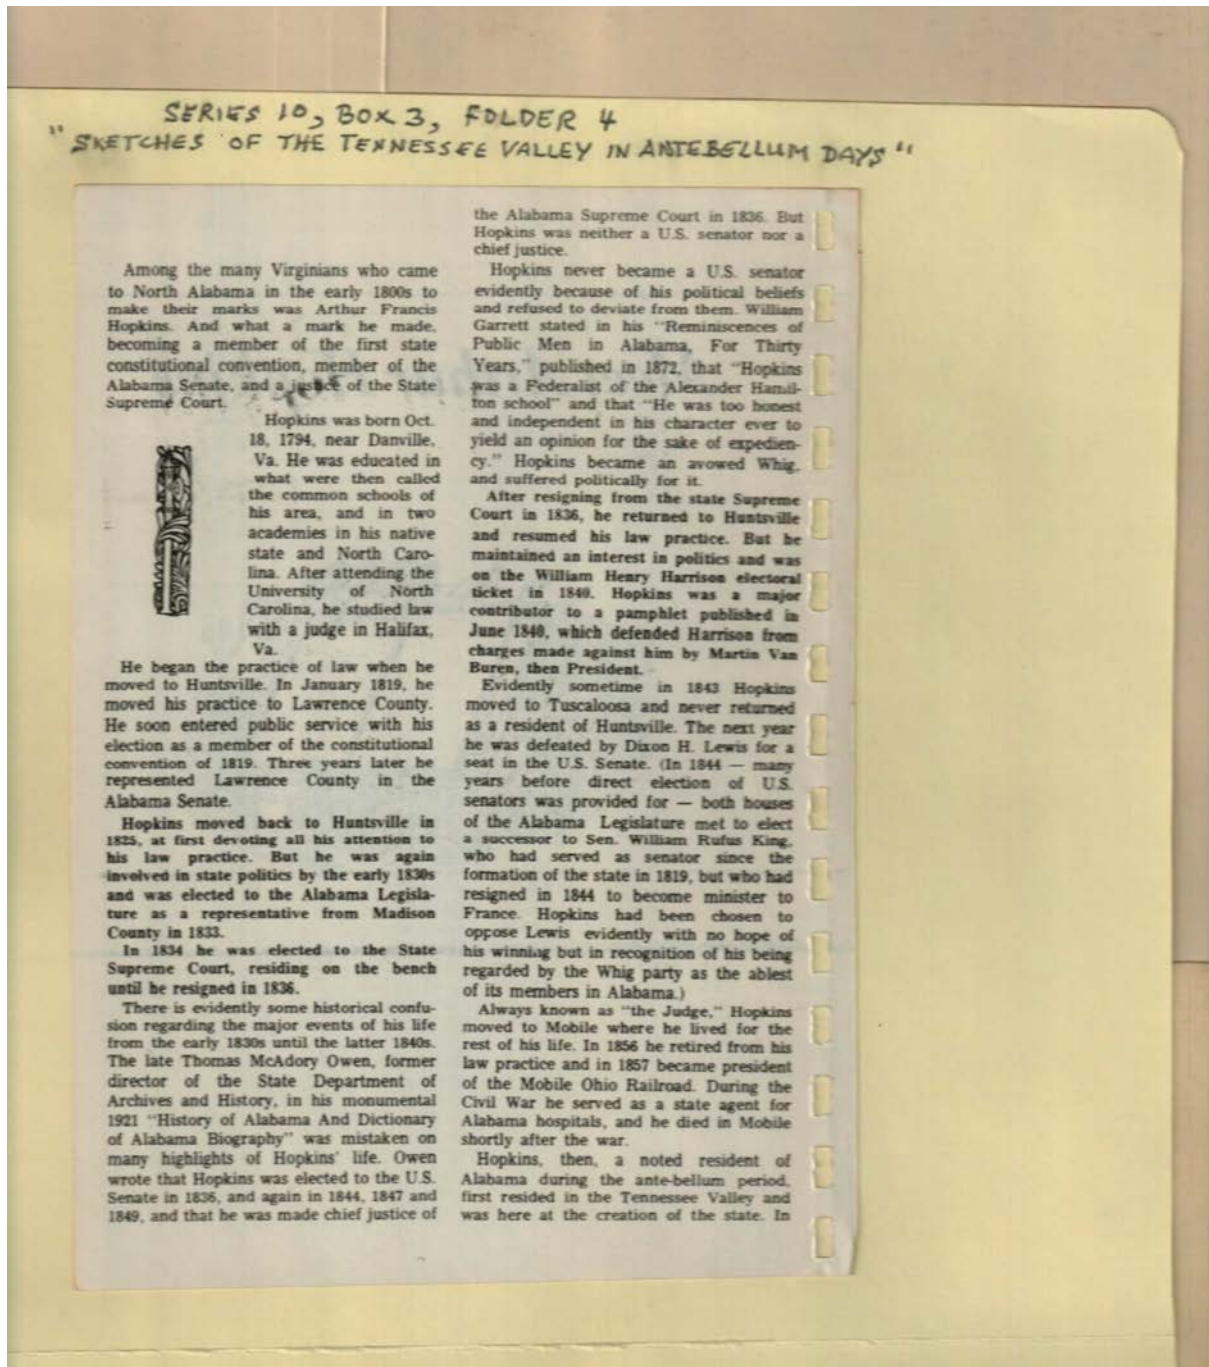 SERIES 10, BOX 3, FOLDER 4
"SKETCHES OF THE TENNESSEE VALLEY IN ANTEBELLUM DAYS"
Among the many Virginians who came
to North Alabama in the early 1800s to
make their marks was Arthur Francis
Hopkins. And what a mark he made,
becoming a member of the first state
constitutional convention, member of the
Alabama Senate, and a justice of the State
Supreme Court.
Hopkins was born Oct.
18, 1794, near Danville,
Va. He was educated in
what were then called
the common schools of
his area, and in two
academies in his native
state and North Caro-
lina. After attending the
University of North
Carolina, he studied law
with a judge in Halifax,
Va.
He began the practice of law when he
moved to Huntsville. In January 1819, he
moved his practice to Lawrence County.
He soon entered public service with his
election as a member of the constitutional
convention of 1819. Three years later he
represented Lawrence County in the
Alabama Senate.
Hopkins moved back to Huntsville in
1825, at first devoting all his attention to
his law practice. But he was again
involved in state politics by the early 1830s
and was elected to the Alabama Legisla-
ture as a representative from Madison
County in 1833.
In 1834 he was elected to the State
Supreme Court, residing on the bench
until he resigned in 1836.
There is evidently some historical confu-
sion regarding the major events of his life
from the early 1830s until the latter 1840s.
The late Thomas McAdory Owen, former
director of the State Department of
Archives and History, in his monumental
1921 "History of Alabama And Dictionary
of Alabama Biography" was mistaken on
many highlights of Hopkins' life. Owen
wrote that Hopkins was elected to the U.S.
Senate in 1836, and again in 1844, 1847 and
1849, and that he was made chief justice of
the Alabama Supreme Court in 1836. But
Hopkins was neither a U.S. senator nor a
chief justice.
Hopkins never became a U.S. senator
evidently because of his political beliefs
and refused to deviate from them. William
Garrett stated in his "Reminiscences of
Public Men in Alabama, For Thirty
Years," published in 1872, that "Hopkins
was a Federalist of the Alexander Hamil-
ton school" and that "He was too honest
and independent in his character ever to
yield an opinion for the sake of expedien-
cy." Hopkins became an avowed Whig,
and suffered politically for it.
After resigning from the state Supreme
Court in 1836, he returned to Huntsville
and resumed his law practice. But he
maintained an interest in politics and was
on the William Henry Harrison electoral
ticket in 1840. Hopkins was a major
contributor to a pamphlet published in
June 1840, which defended Harrison from
charges made against him by Martin Van
Buren, then President.
Evidently sometime in 1843 Hopkins
moved to Tuscaloosa and never returned
as a resident of Huntsville. The next year
he was defeated by Dixon H. Lewis for a
seat in the U.S. Senate. (In 1844 — many
years before direct election of U.S.
senators was provided for — both houses
of the Alabama Legislature met to elect
a successor to Sen. William Rufus King,
who had served as senator since the
formation of the state in 1819, but who had
resigned in 1844 to become minister to
France. Hopkins had been chosen to
oppose Lewis evidently with no hope of
his winning but in recognition of his being
regarded by the Whig party as the ablest
of its members in Alabama.)
Always known as "the Judge," Hopkins
moved to Mobile where he lived for the
rest of his life. In 1856 he retired from his
law practice and in 1857 became president
of the Mobile Ohio Railroad. During the
Civil War he served as a state agent for
Alabama hospitals, and he died in Mobile
shortly after the war.
Hopkins, then, a noted resident of
Alabama during the ante-bellum period,
first resided in the Tennessee Valley and
was here at the creation of the state. In